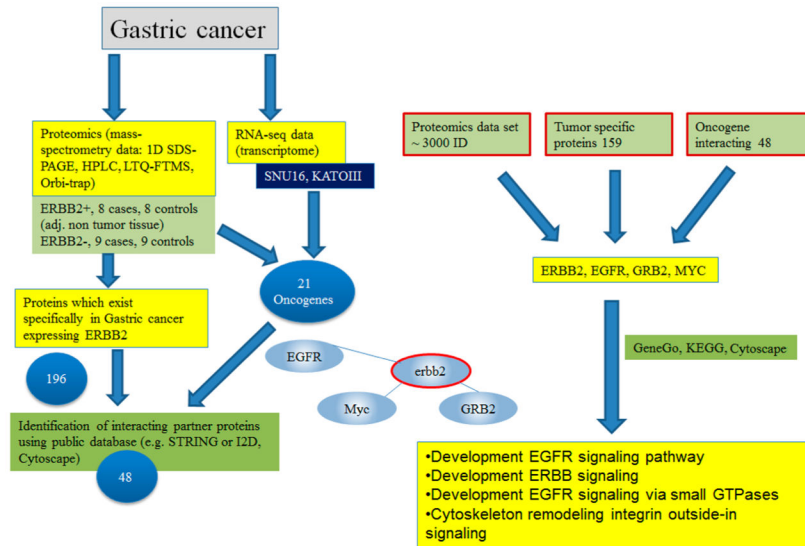 Gastric cancer
Proteomics (mass-
spectrometry data: 1D SDS-
PAGE, HPLC, LTQ-FTMS,
Orbi-trap)
RNA-seq data
(transcriptome)
SNU16, KATOIII
ERBB2+, 8 cases, 8 controls
(adj. non tumor tissue)
ERBB2-, 9 cases, 9 controls
21
Oncogenes
Proteins which exist
specifically in Gastric cancer
expressing ERBB2
196
Identification of interacting partner proteins
using public database (e.g. STRING or I2D,
Cytoscape)
48
EGFR
erbb2
Myc
GRB2
Proteomics data set
~ 3000 ID
Tumor specific
proteins 159
Oncogene
interacting 48
ERBB2, EGFR, GRB2, MYC
GeneGo, KEGG, Cytoscape
•Development EGFR signaling pathway
•Development ERBB signaling
•Development EGFR signaling via small GTPases
•Cytoskeleton remodeling integrin outside-in
signaling